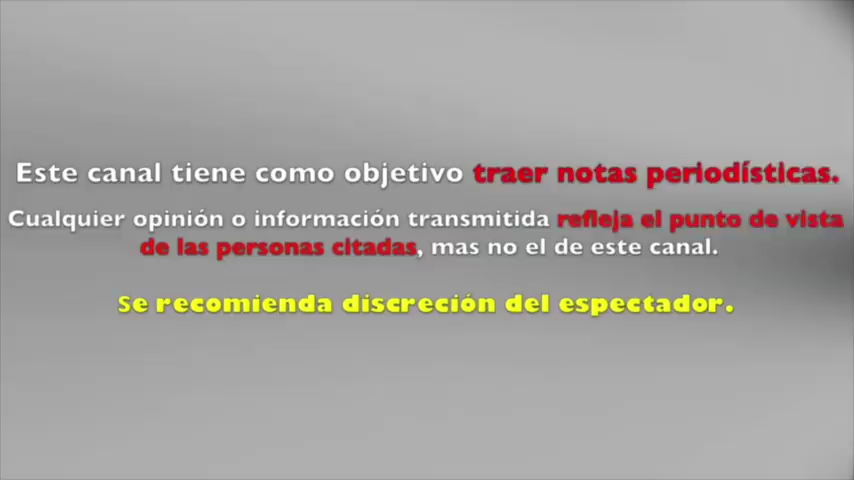 Este canal tiene como objetivo traer notas periodísticas.
Cualquier opinión o información transmitida refleja el punto de vista
de las personas citadas, mas no el de este canal.
Se recomienda discreción del espectador.